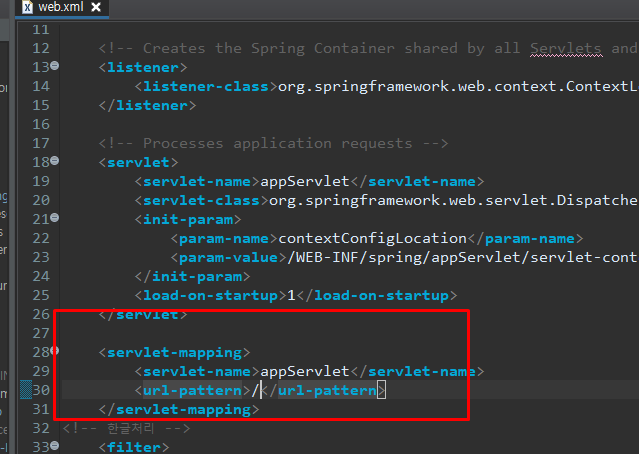 web.xml
11
12 <!-- Creates the Spring Container shared by all Servlets and
13 <listener>
14 <listener-class>org.springframework.web.context.ContextL
15 </listener>
16
17 <!-- Processes application requests -->
18 <servlet>
19 <servlet-name>appServlet</servlet-name>
20 <servlet-class>org.springframework.web.servlet.Dispatche
21 <init-param>
22 <param-name>contextConfigLocation</param-name>
23 <param-value>/WEB-INF/spring/appServlet/servlet-cont
24 </init-param>
25 <load-on-startup>1</load-on-startup>
26 </servlet>
27
28 <servlet-mapping>
29 <servlet-name>appServlet</servlet-name>
30 <url-pattern>/</url-pattern>
31 </servlet-mapping>
32 <!-- 한글처리 -->
33 <filter>